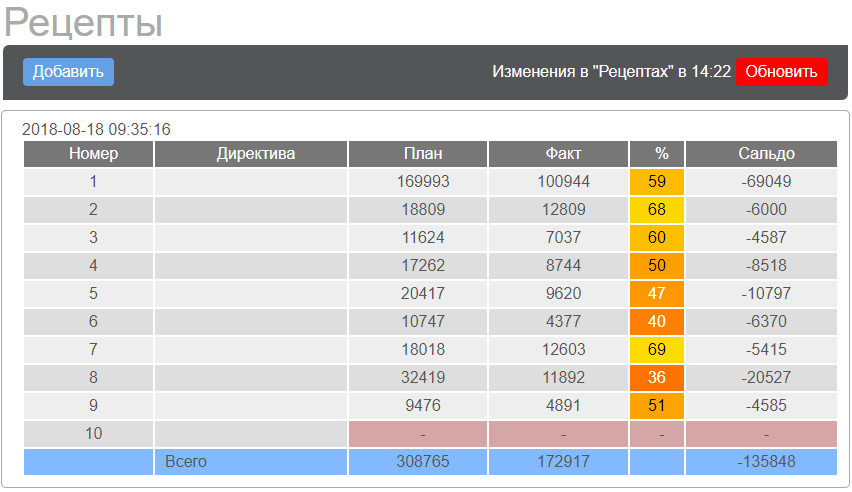 Рецепты
Добавить Изменения в "Рецептах" в 14:22 Обновить
2018-08-18 09:35:16
Номер Директива План Факт % Сальдо
1 169993 100944 59 -69049
2 18809 12809 68 -6000
3 11624 7037 60 -4587
4 17262 8744 50 -8518
5 20417 9620 47 -10797
6 10747 4377 40 -6370
7 18018 12603 69 -5415
8 32419 11892 36 -20527
9 9476 4891 51 -4585
10 - - - -
Всего 308765 172917 -135848